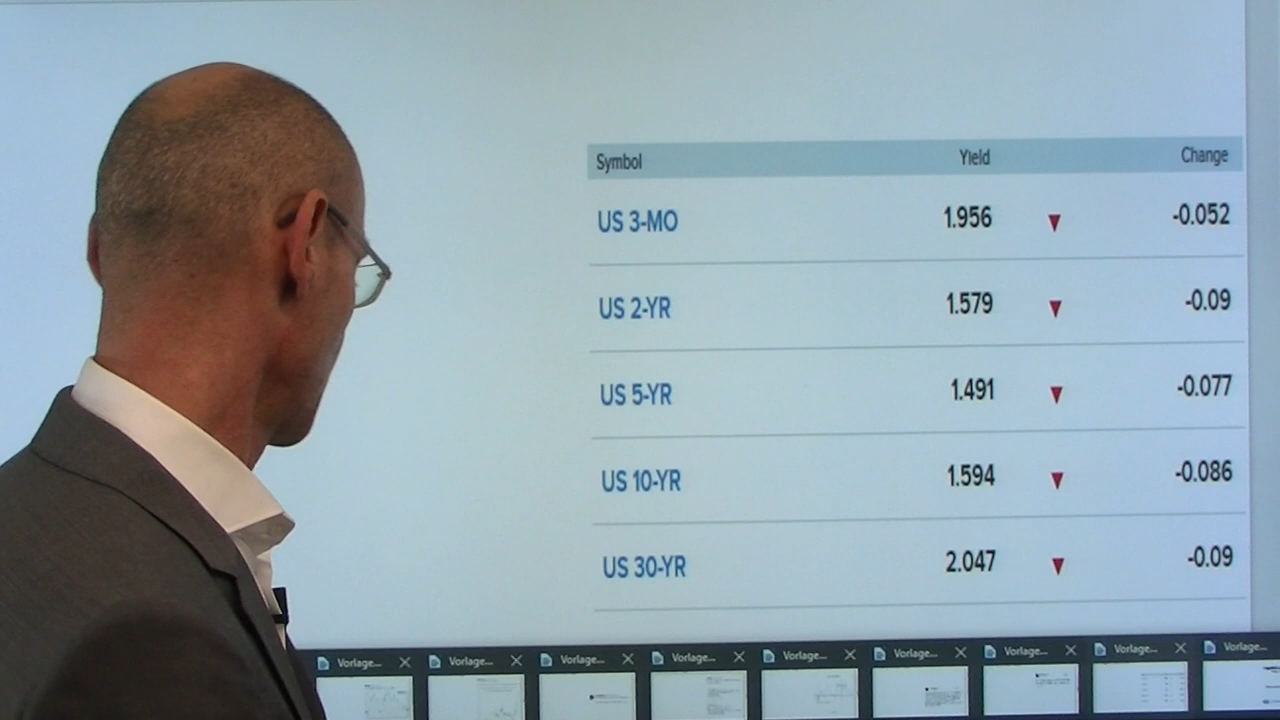 Symbol Yield Change
US 3-MO 1.956 -0.052
US 2-YR 1.579 -0.09
US 5-YR 1.491 -0.077
US 10-YR 1.594 -0.086
US 30-YR 2.047 -0.09
Vorlage... Vorlage... Vorlage... Vorlage... Vorlage... Vorlage... Vorlage... Vorlage... Vorlage...